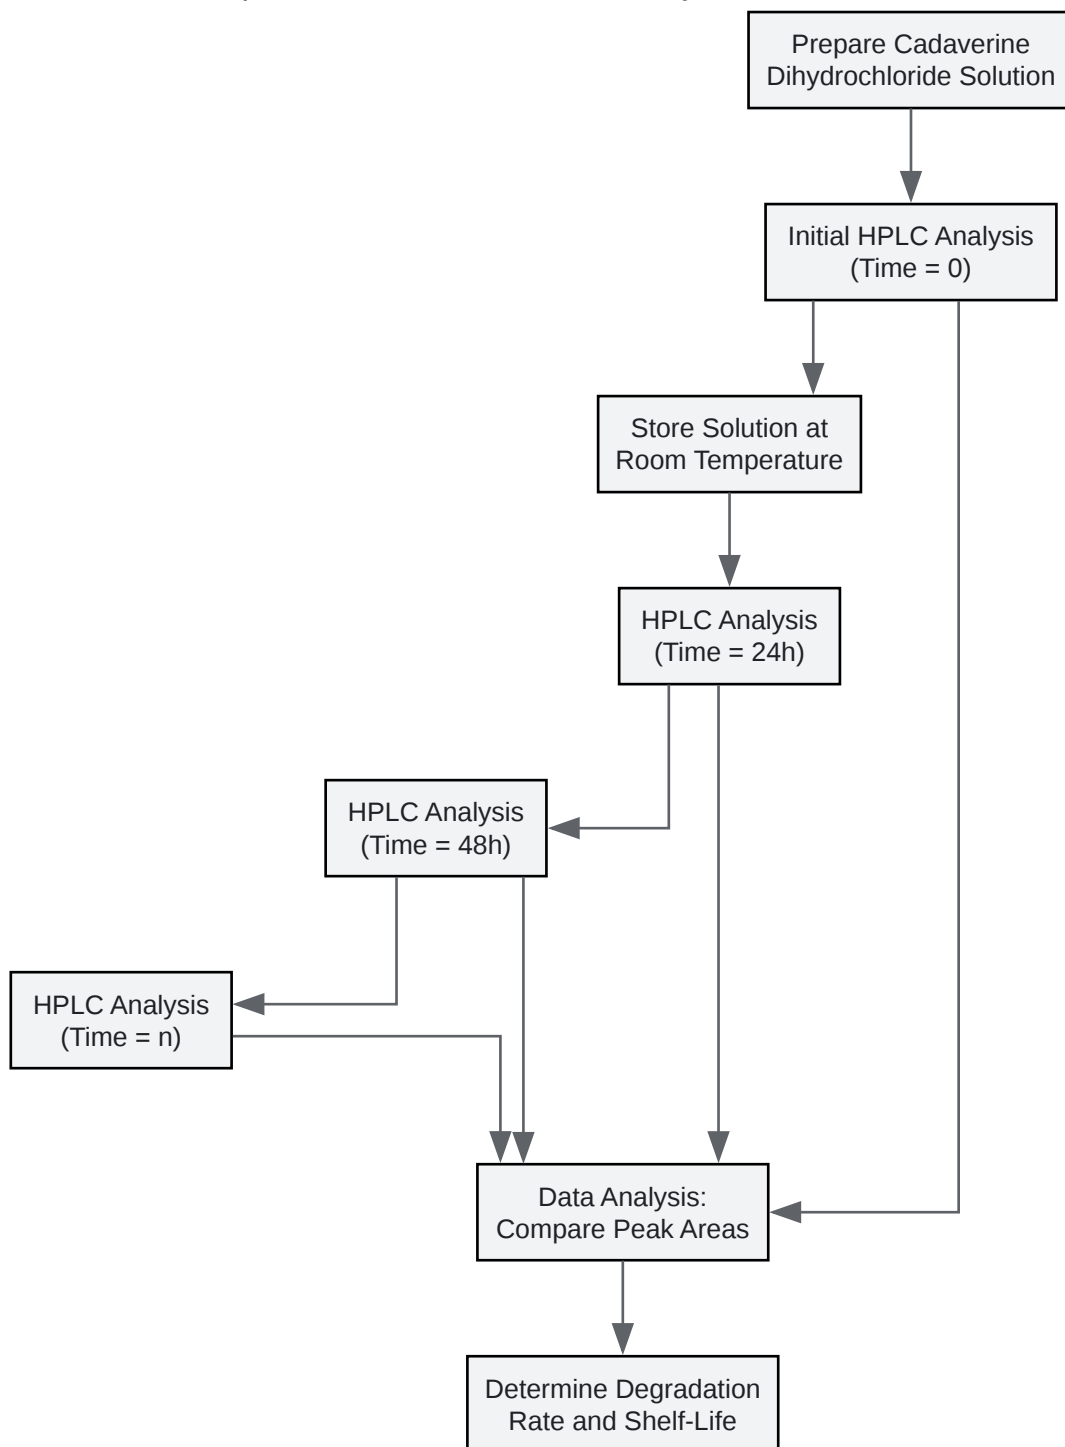 Prepare Cadaverine
Dihydrochloride Solution
Initial HPLC Analysis
(Time = 0)
Store Solution at
Room Temperature
HPLC Analysis
(Time = 24h)
HPLC Analysis
(Time = 48h)
HPLC Analysis
(Time = n)
Data Analysis:
Compare Peak Areas
Determine Degradation
Rate and Shelf-Life